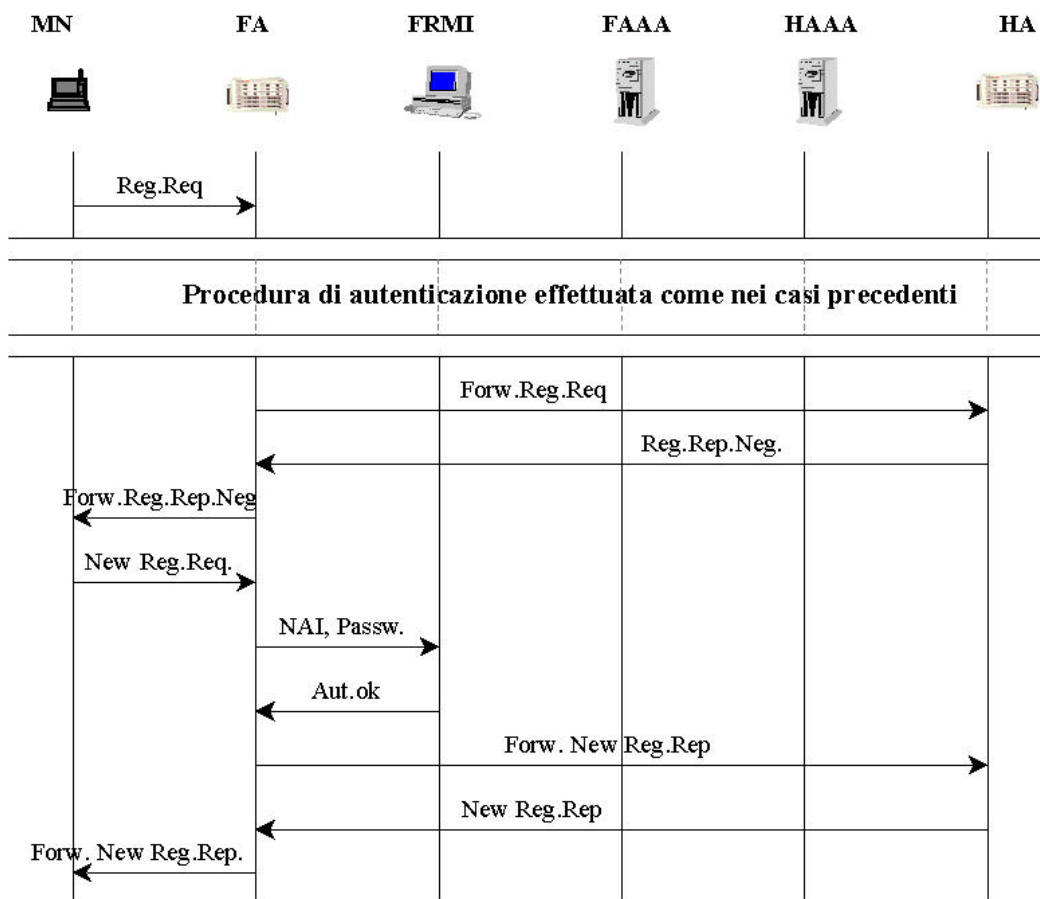 MN FA FRMI FAAA HAAA HA
Reg.Req
Procedura di autenticazione effettuata come nei casi precedenti
Forw.Reg.Req
Reg.Rep.Neg.
Forw.Reg.Rep.Neg
New Reg.Req.
NAI, Passw.
Aut.ok
Forw. New Reg.Rep
New Reg.Rep
Forw. New Reg.Rep.